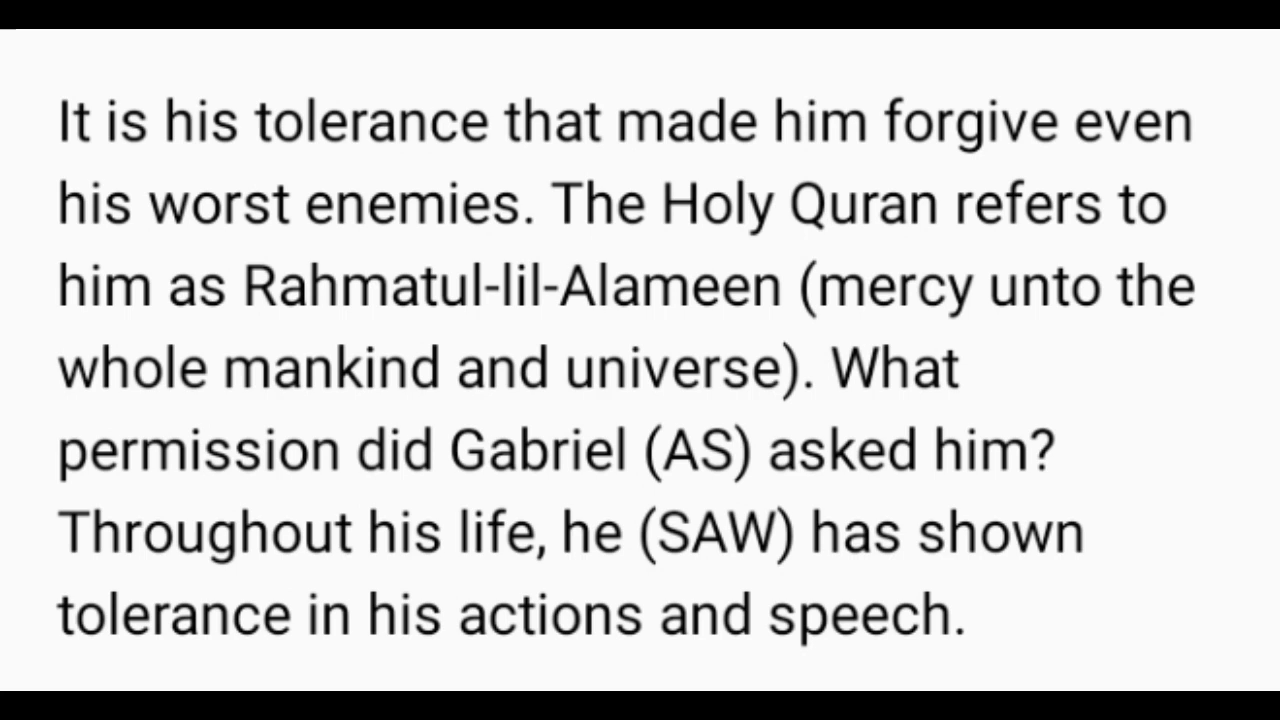 It is his tolerance that made him forgive even
his worst enemies. The Holy Quran refers to
him as Rahmatul-lil-Alameen (mercy unto the
whole mankind and universe). What
permission did Gabriel (AS) asked him?
Throughout his life, he (SAW) has shown
tolerance in his actions and speech.